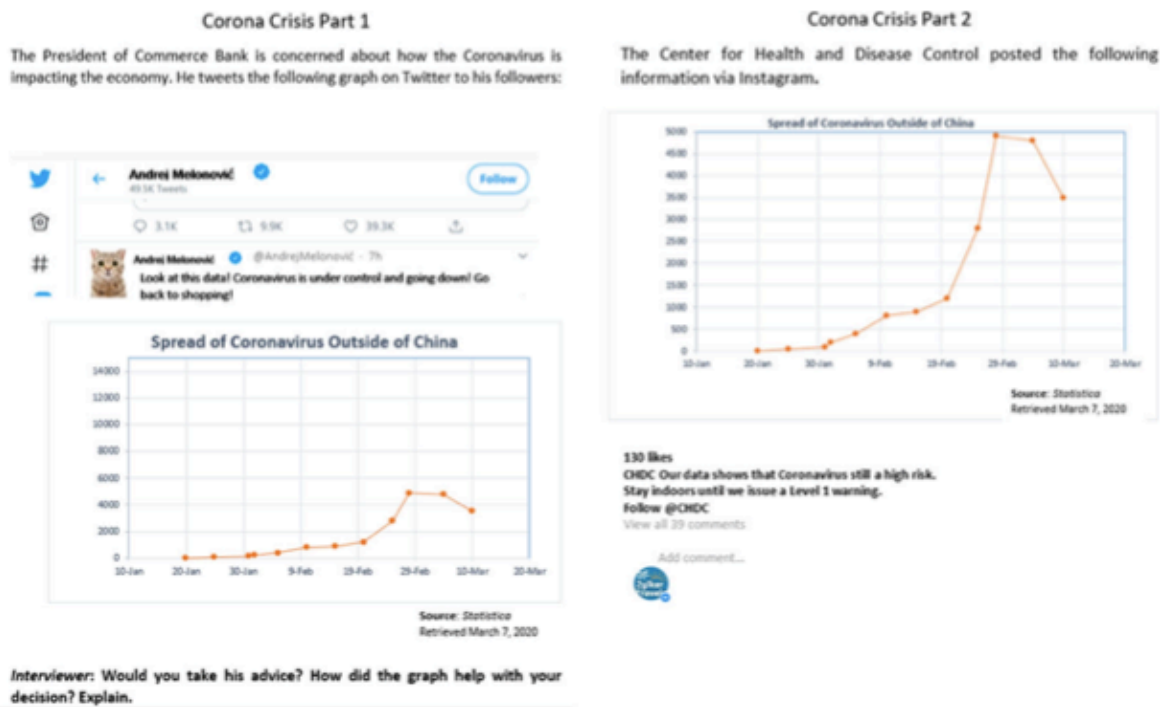 Corona Crisis Part 1
The President of Commerce Bank is concerned about how the Coronavirus is
impacting the economy. He tweets the following graph on Twitter to his followers:
Andrej Melonović
49.5K Tweets
Follow
3.1K 9.9K 39.3K
Andrej Melonović @AndrejMelonović · 7h
Look at this data! Coronavirus is under control and going down! Go
back to shopping!
Spread of Coronavirus Outside of China
14000
12000
10000
8000
6000
4000
2000
0
10-Jan 20-Jan 30-Jan 9-Feb 19-Feb 29-Feb 10-Mar 20-Mar
Source: Statistica
Retrieved March 7, 2020
Interviewer: Would you take his advice? How did the graph help with your
decision? Explain.
Corona Crisis Part 2
The Center for Health and Disease Control posted the following
information via Instagram.
Spread of Coronavirus Outside of China
5000
4500
4000
3500
3000
2500
2000
1500
1000
500
0
10-Jan 20-Jan 30-Jan 9-Feb 19-Feb 29-Feb 10-Mar 20-Mar
Source: Statistica
Retrieved March 7, 2020
130 likes
CHDC Our data shows that Coronavirus still a high risk.
Stay indoors until we issue a Level 1 warning.
Follow @CHDC
View all 39 comments
Add comment...